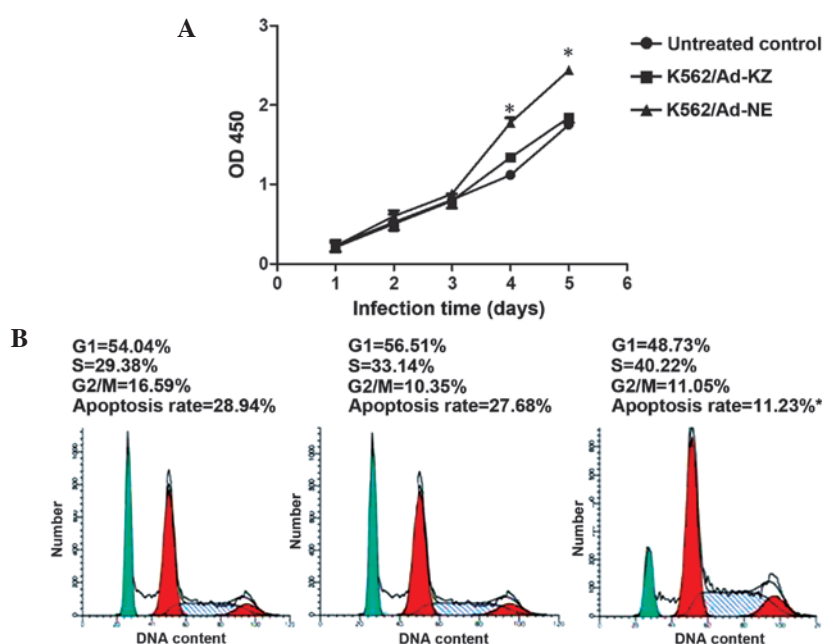 A
3
2
1
0
OD 450
*
*
0 1 2 3 4 5 6
Infection time (days)
Untreated control
K562/Ad-KZ
K562/Ad-NE
B
G1=54.04%
S=29.38%
G2/M=16.59%
Apoptosis rate=28.94%
G1=56.51%
S=33.14%
G2/M=10.35%
Apoptosis rate=27.68%
G1=48.73%
S=40.22%
G2/M=11.05%
Apoptosis rate=11.23%*
Number
DNA content
Number
DNA content
Number
DNA content